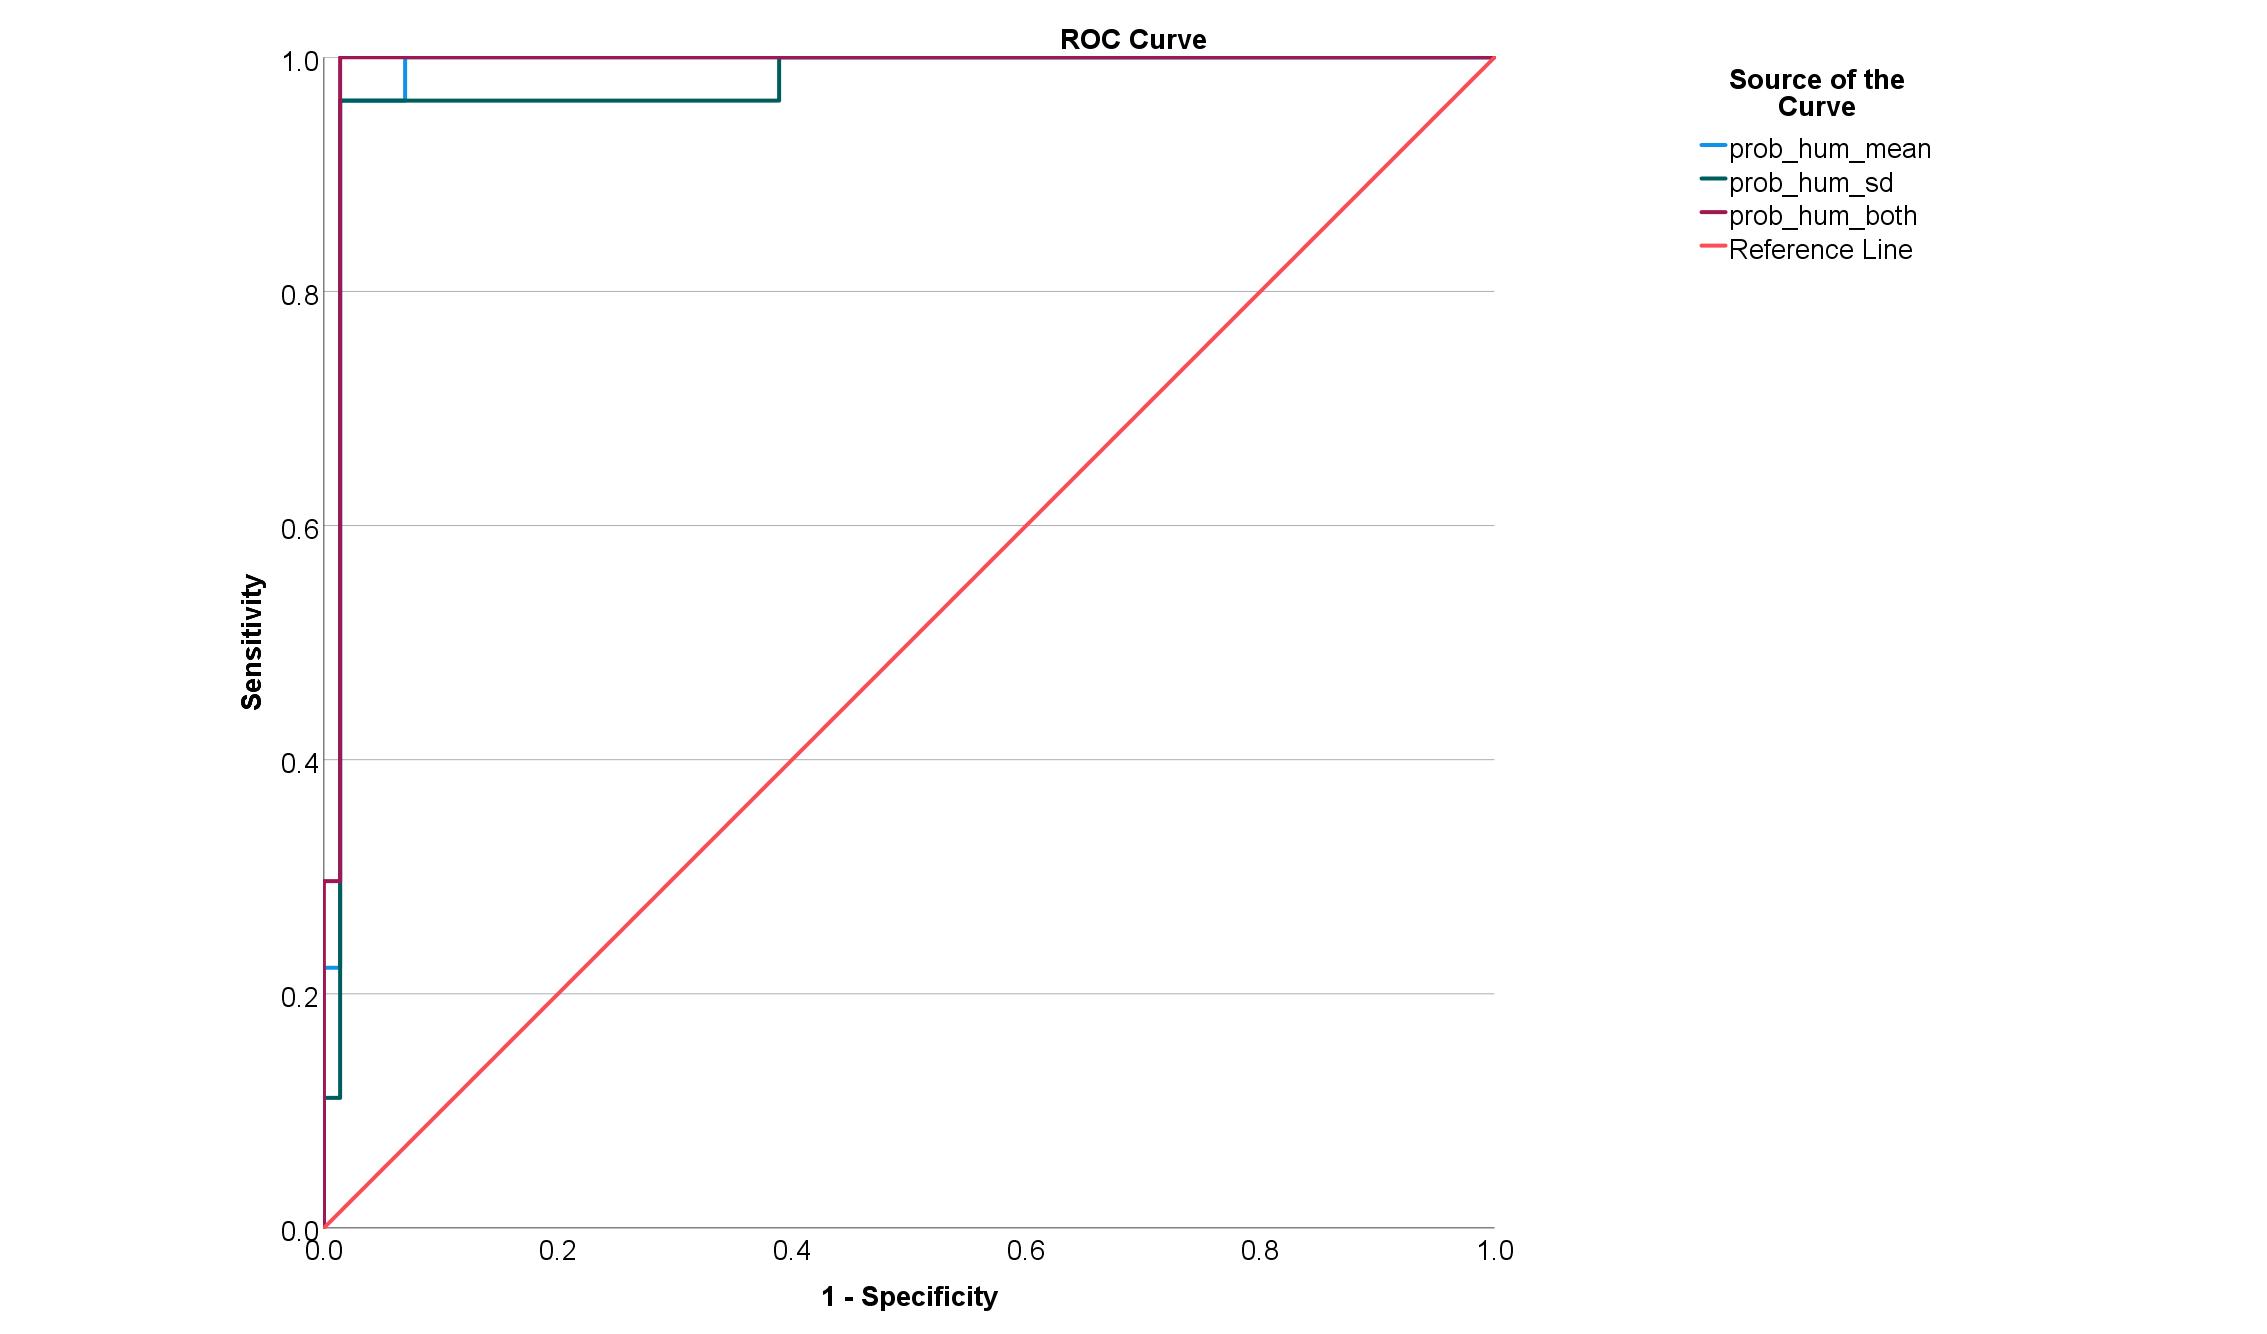 ROC Curve
1.0
0.8
0.6
0.4
0.2
0.0
Sensitivity
0.0 0.2 0.4 0.6 0.8 1.0
1 - Specificity
Source of the
Curve
prob_hum_mean
prob_hum_sd
prob_hum_both
Reference Line